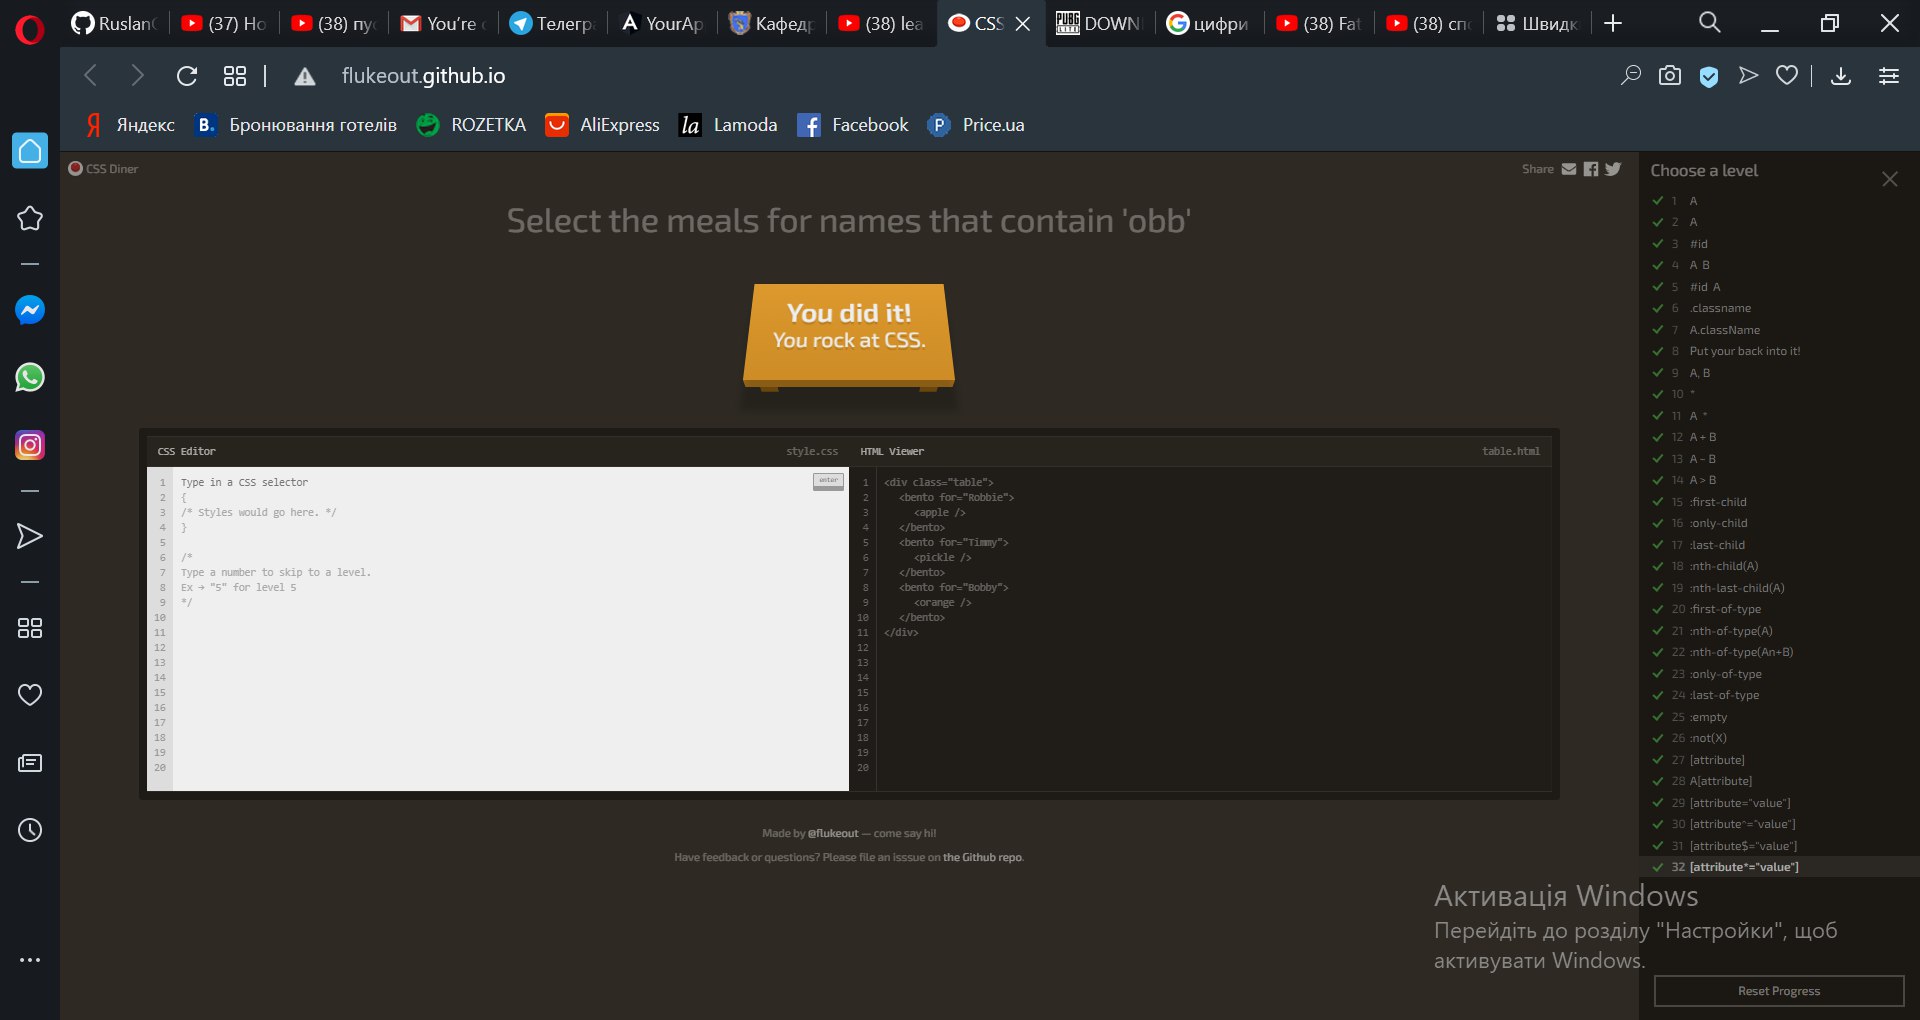 Ruslan
(37) Но
(38) пус
You're
Телегра
YourAp
Кафедр
(38) lea
CSS
DOWN
цифри
(38) Fat
(38) спо
Швидк
flukeout.github.io
Яндекс
Бронювання готелів
ROZETKA
AliExpress
Lamoda
Facebook
Price.ua
CSS Diner
Share
Select the meals for names that contain 'obb'
You did it!
You rock at CSS.
CSS Editor
style.css
1 Type in a CSS selector
2 {
3 /* Styles would go here. */
4 }
5
6 /*
7 Type a number to skip to a level.
8 Ex → "5" for level 5
9 */
10
11
12
13
14
15
16
17
18
19
20
enter
HTML Viewer
table.html
1 <div class="table">
2 <bento for="Robbie">
3 <apple />
4 </bento>
5 <bento for="Timmy">
6 <pickle />
7 </bento>
8 <bento for="Bobby">
9 <orange />
10 </bento>
11 </div>
12
13
14
15
16
17
18
19
20
Made by @flukeout — come say hi!
Have feedback or questions? Please file an isssue on the Github repo.
Choose a level
1 A
2 A
3 #id
4 A B
5 #id A
6 .classname
7 A.className
8 Put your back into it!
9 A, B
10 *
11 A *
12 A + B
13 A ~ B
14 A > B
15 :first-child
16 :only-child
17 :last-child
18 :nth-child(A)
19 :nth-last-child(A)
20 :first-of-type
21 :nth-of-type(A)
22 :nth-of-type(An+B)
23 :only-of-type
24 :last-of-type
25 :empty
26 :not(X)
27 [attribute]
28 A[attribute]
29 [attribute="value"]
30 [attribute^="value"]
31 [attribute$="value"]
32 [attribute*="value"]
Активація Windows
Перейдіть до розділу "Настройки", щоб
активувати Windows.
Reset Progress